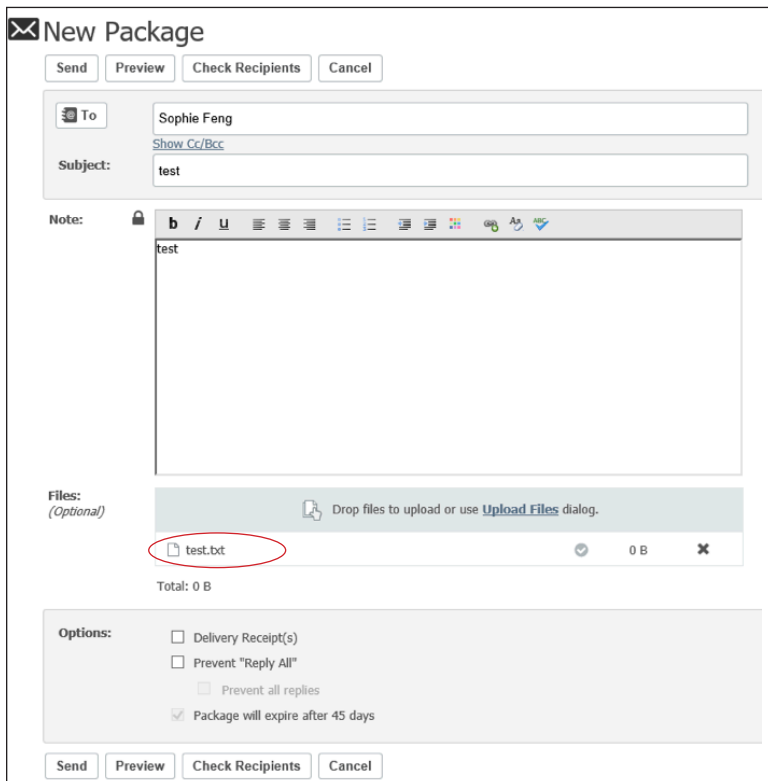 New Package
Send Preview Check Recipients Cancel
To Sophie Feng
Show Cc/Bcc
Subject: test
Note: b i u Aa ABC
test
Files:
(Optional)
Drop files to upload or use Upload Files dialog.
test.txt 0 B
Total: 0 B
Options:
Delivery Receipt(s)
Prevent "Reply All"
Prevent all replies
Package will expire after 45 days
Send Preview Check Recipients Cancel